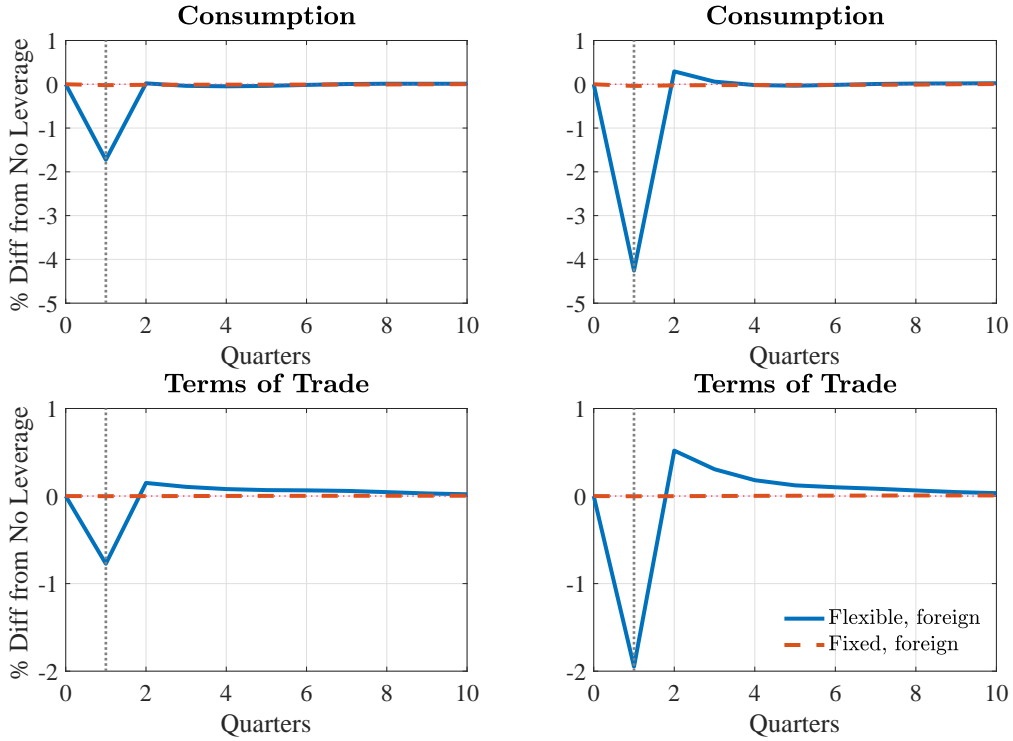 Consumption
% Diff from No Leverage
1
0
-1
-2
-3
-4
-5
0 2 4 6 8 10
Quarters
Consumption
1
0
-1
-2
-3
-4
-5
0 2 4 6 8 10
Quarters
Terms of Trade
% Diff from No Leverage
1
0
-1
-2
0 2 4 6 8 10
Quarters
Terms of Trade
1
0
-1
-2
Flexible, foreign
Fixed, foreign
0 2 4 6 8 10
Quarters